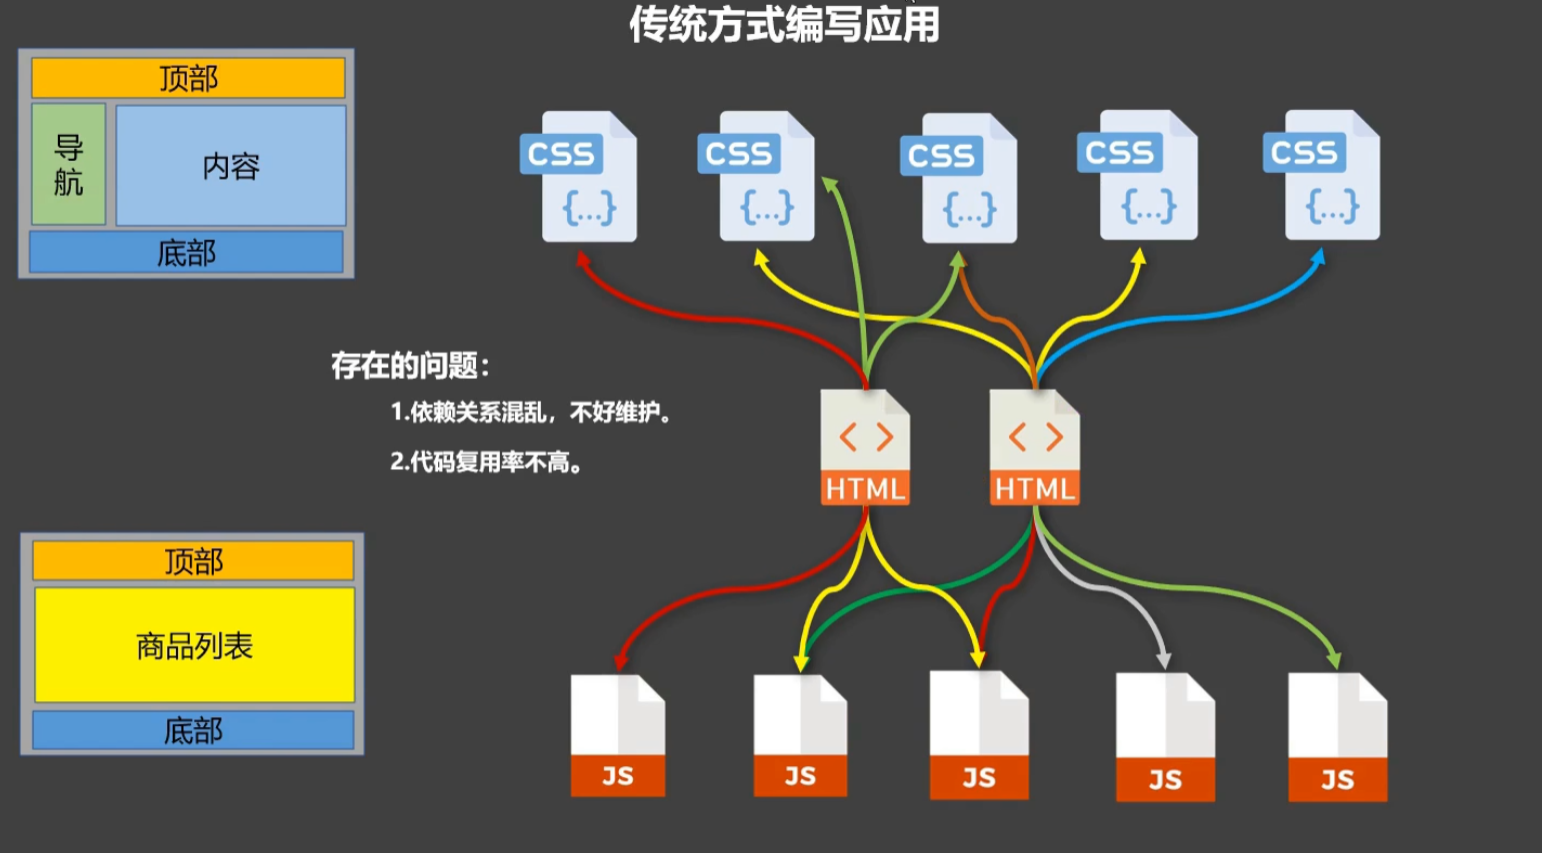 传统方式编写应用
顶部
导航
内容
底部
CSS
{...}
CSS
{...}
CSS
{...}
CSS
{...}
CSS
{...}
存在的问题：
1.依赖关系混乱，不好维护。
2.代码复用率不高。
< >
HTML
< >
HTML
顶部
商品列表
底部
JS
JS
JS
JS
JS